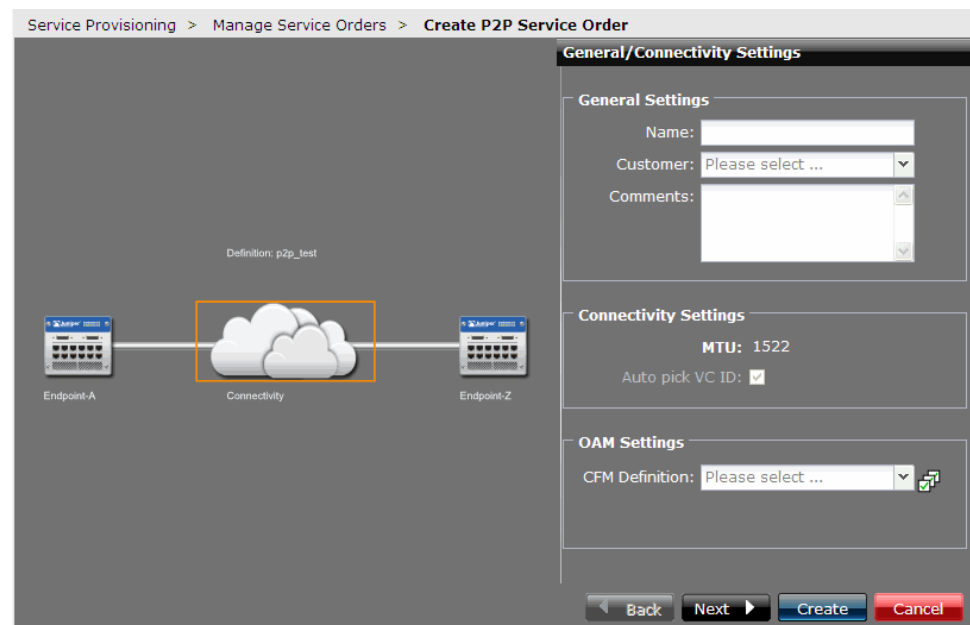 Service Provisioning > Manage Service Orders > Create P2P Service Order
General/Connectivity Settings
General Settings
Name:
Customer: Please select ...
Comments:
Definition: p2p_test
Juniper
Juniper
Endpoint-A
Connectivity
Endpoint-Z
Connectivity Settings
MTU: 1522
Auto pick VC ID:
OAM Settings
CFM Definition: Please select ...
Back
Next
Create
Cancel